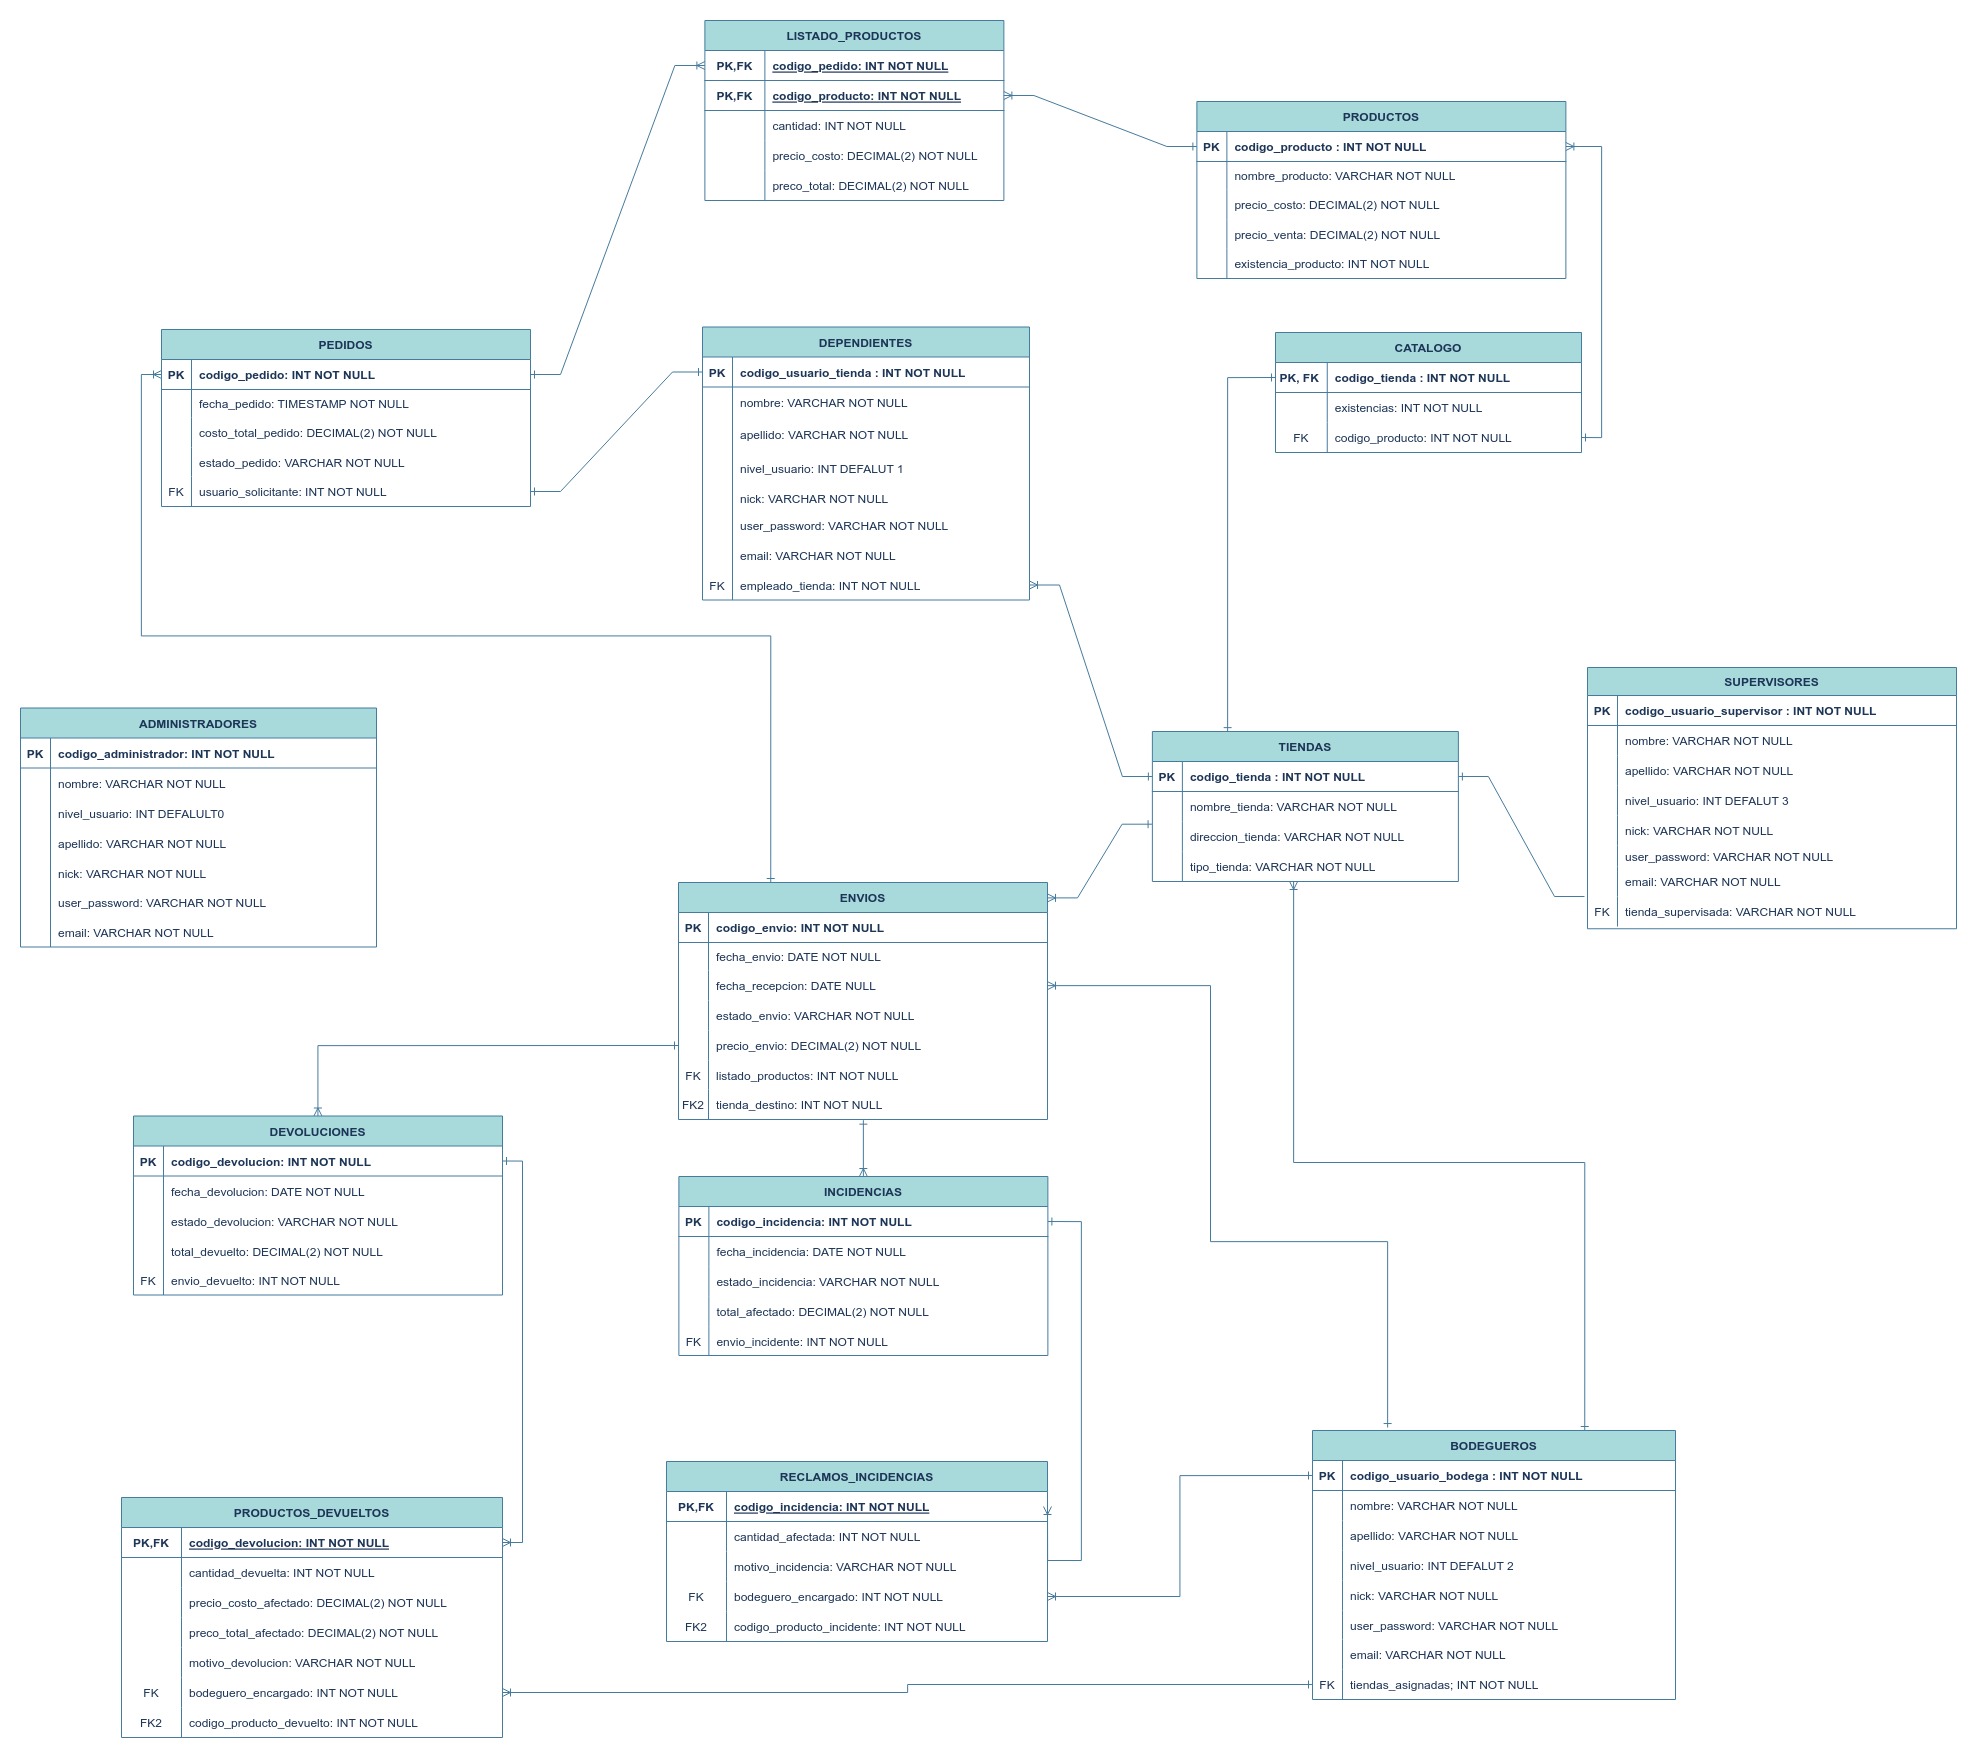 LISTADO_PRODUCTOS
PK,FK codigo_pedido: INT NOT NULL
PK,FK codigo_producto: INT NOT NULL
cantidad: INT NOT NULL
precio_costo: DECIMAL(2) NOT NULL
preco_total: DECIMAL(2) NOT NULL
PRODUCTOS
PK codigo_producto : INT NOT NULL
nombre_producto: VARCHAR NOT NULL
precio_costo: DECIMAL(2) NOT NULL
precio_venta: DECIMAL(2) NOT NULL
existencia_producto: INT NOT NULL
PEDIDOS
PK codigo_pedido: INT NOT NULL
fecha_pedido: TIMESTAMP NOT NULL
costo_total_pedido: DECIMAL(2) NOT NULL
estado_pedido: VARCHAR NOT NULL
FK usuario_solicitante: INT NOT NULL
DEPENDIENTES
PK codigo_usuario_tienda : INT NOT NULL
nombre: VARCHAR NOT NULL
apellido: VARCHAR NOT NULL
nivel_usuario: INT DEFALUT 1
nick: VARCHAR NOT NULL
user_password: VARCHAR NOT NULL
email: VARCHAR NOT NULL
FK empleado_tienda: INT NOT NULL
CATALOGO
PK, FK codigo_tienda : INT NOT NULL
existencias: INT NOT NULL
FK codigo_producto: INT NOT NULL
ADMINISTRADORES
PK codigo_administrador: INT NOT NULL
nombre: VARCHAR NOT NULL
nivel_usuario: INT DEFALULT0
apellido: VARCHAR NOT NULL
nick: VARCHAR NOT NULL
user_password: VARCHAR NOT NULL
email: VARCHAR NOT NULL
TIENDAS
PK codigo_tienda : INT NOT NULL
nombre_tienda: VARCHAR NOT NULL
direccion_tienda: VARCHAR NOT NULL
tipo_tienda: VARCHAR NOT NULL
SUPERVISORES
PK codigo_usuario_supervisor : INT NOT NULL
nombre: VARCHAR NOT NULL
apellido: VARCHAR NOT NULL
nivel_usuario: INT DEFALUT 3
nick: VARCHAR NOT NULL
user_password: VARCHAR NOT NULL
email: VARCHAR NOT NULL
FK tienda_supervisada: VARCHAR NOT NULL
ENVIOS
PK codigo_envio: INT NOT NULL
fecha_envio: DATE NOT NULL
fecha_recepcion: DATE NULL
estado_envio: VARCHAR NOT NULL
precio_envio: DECIMAL(2) NOT NULL
FK listado_productos: INT NOT NULL
FK2 tienda_destino: INT NOT NULL
DEVOLUCIONES
PK codigo_devolucion: INT NOT NULL
fecha_devolucion: DATE NOT NULL
estado_devolucion: VARCHAR NOT NULL
total_devuelto: DECIMAL(2) NOT NULL
FK envio_devuelto: INT NOT NULL
INCIDENCIAS
PK codigo_incidencia: INT NOT NULL
fecha_incidencia: DATE NOT NULL
estado_incidencia: VARCHAR NOT NULL
total_afectado: DECIMAL(2) NOT NULL
FK envio_incidente: INT NOT NULL
RECLAMOS_INCIDENCIAS
PK,FK codigo_incidencia: INT NOT NULL
cantidad_afectada: INT NOT NULL
motivo_incidencia: VARCHAR NOT NULL
FK bodeguero_encargado: INT NOT NULL
FK2 codigo_producto_incidente: INT NOT NULL
BODEGUEROS
PK codigo_usuario_bodega : INT NOT NULL
nombre: VARCHAR NOT NULL
apellido: VARCHAR NOT NULL
nivel_usuario: INT DEFALUT 2
nick: VARCHAR NOT NULL
user_password: VARCHAR NOT NULL
email: VARCHAR NOT NULL
FK tiendas_asignadas; INT NOT NULL
PRODUCTOS_DEVUELTOS
PK,FK codigo_devolucion: INT NOT NULL
cantidad_devuelta: INT NOT NULL
precio_costo_afectado: DECIMAL(2) NOT NULL
preco_total_afectado: DECIMAL(2) NOT NULL
motivo_devolucion: VARCHAR NOT NULL
FK bodeguero_encargado: INT NOT NULL
FK2 codigo_producto_devuelto: INT NOT NULL